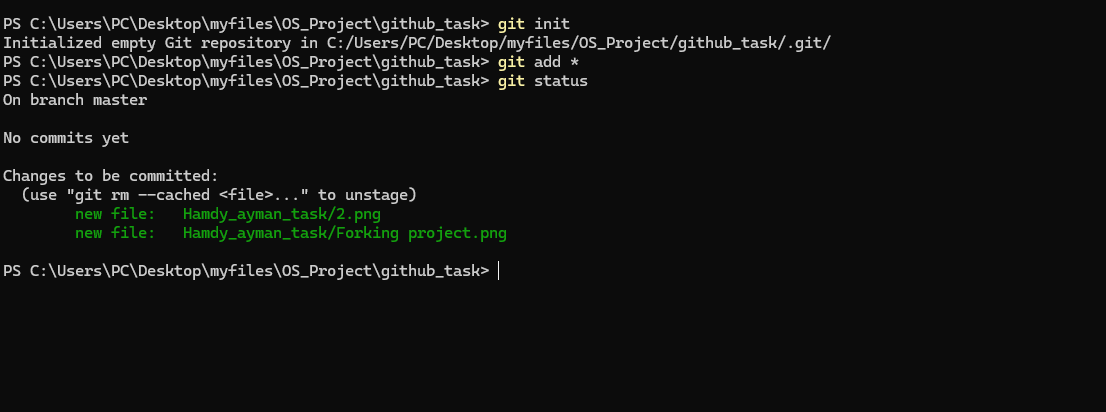 PS C:\Users\PC\Desktop\myfiles\OS_Project\github_task> git init
Initialized empty Git repository in C:/Users/PC/Desktop/myfiles/OS_Project/github_task/.git/
PS C:\Users\PC\Desktop\myfiles\OS_Project\github_task> git add *
PS C:\Users\PC\Desktop\myfiles\OS_Project\github_task> git status
On branch master
No commits yet
Changes to be committed:
(use "git rm --cached <file>..." to unstage)
new file: Hamdy_ayman_task/2.png
new file: Hamdy_ayman_task/Forking project.png
PS C:\Users\PC\Desktop\myfiles\OS_Project\github_task>